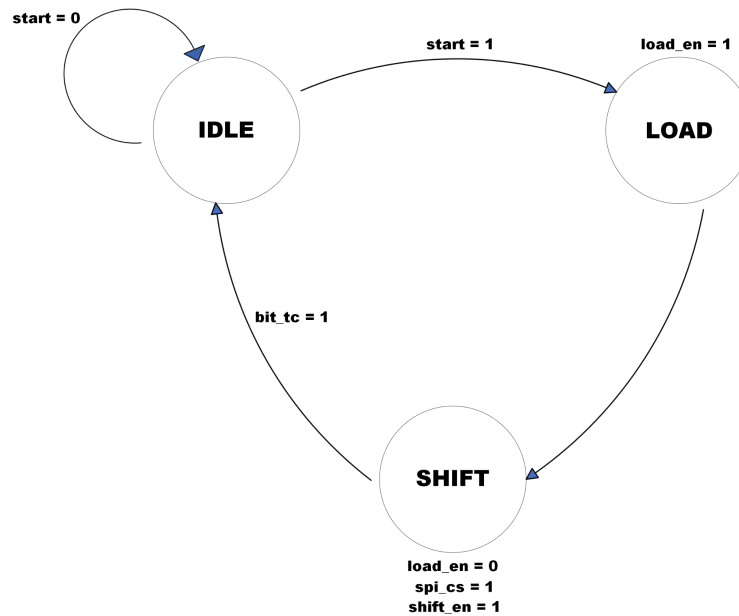 start = 0
start = 1
load_en = 1
IDLE
LOAD
bit_tc = 1
SHIFT
load_en = 0
spi_cs = 1
shift_en = 1